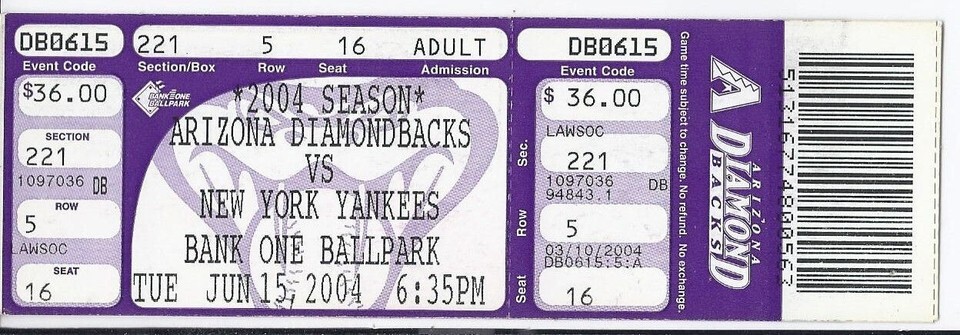 DB0615
Event Code
$36.00
SECTION
221
1097036 DB
ROW
5
LAWSOC
SEAT
16
221 5 16 ADULT
Section/Box Row Seat Admission
BANK ONE BALLPARK
*2004 SEASON*
ARIZONA DIAMONDBACKS
VS
NEW YORK YANKEES
BANK ONE BALLPARK
TUE JUN 15, 2004 6:35PM
DB0615
Event Code
$ 36.00
LAWSOC
Sec.
221
1097036 DB
94843.1
Row
5
03/10/2004
DB0615:5:A
Seat
16
Game time subject to change. No refund. No exchange.
A
ARIZONA
DIAMOND
BACKS